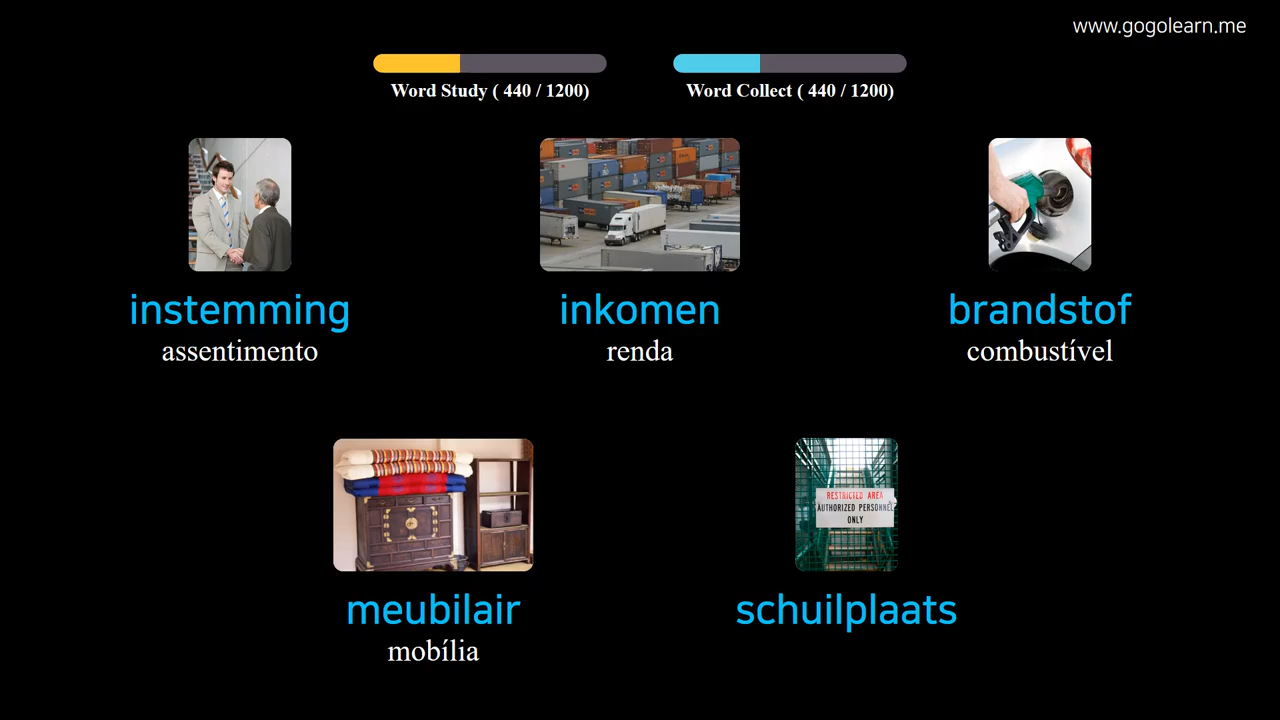 www.gogolearn.me
Word Study ( 440 / 1200)
Word Collect ( 440 / 1200)
instemming
assentimento
inkomen
renda
brandstof
combustível
meubilair
mobília
RESTRICTED AREA
AUTHORIZED PERSONNEL
ONLY
schuilplaats